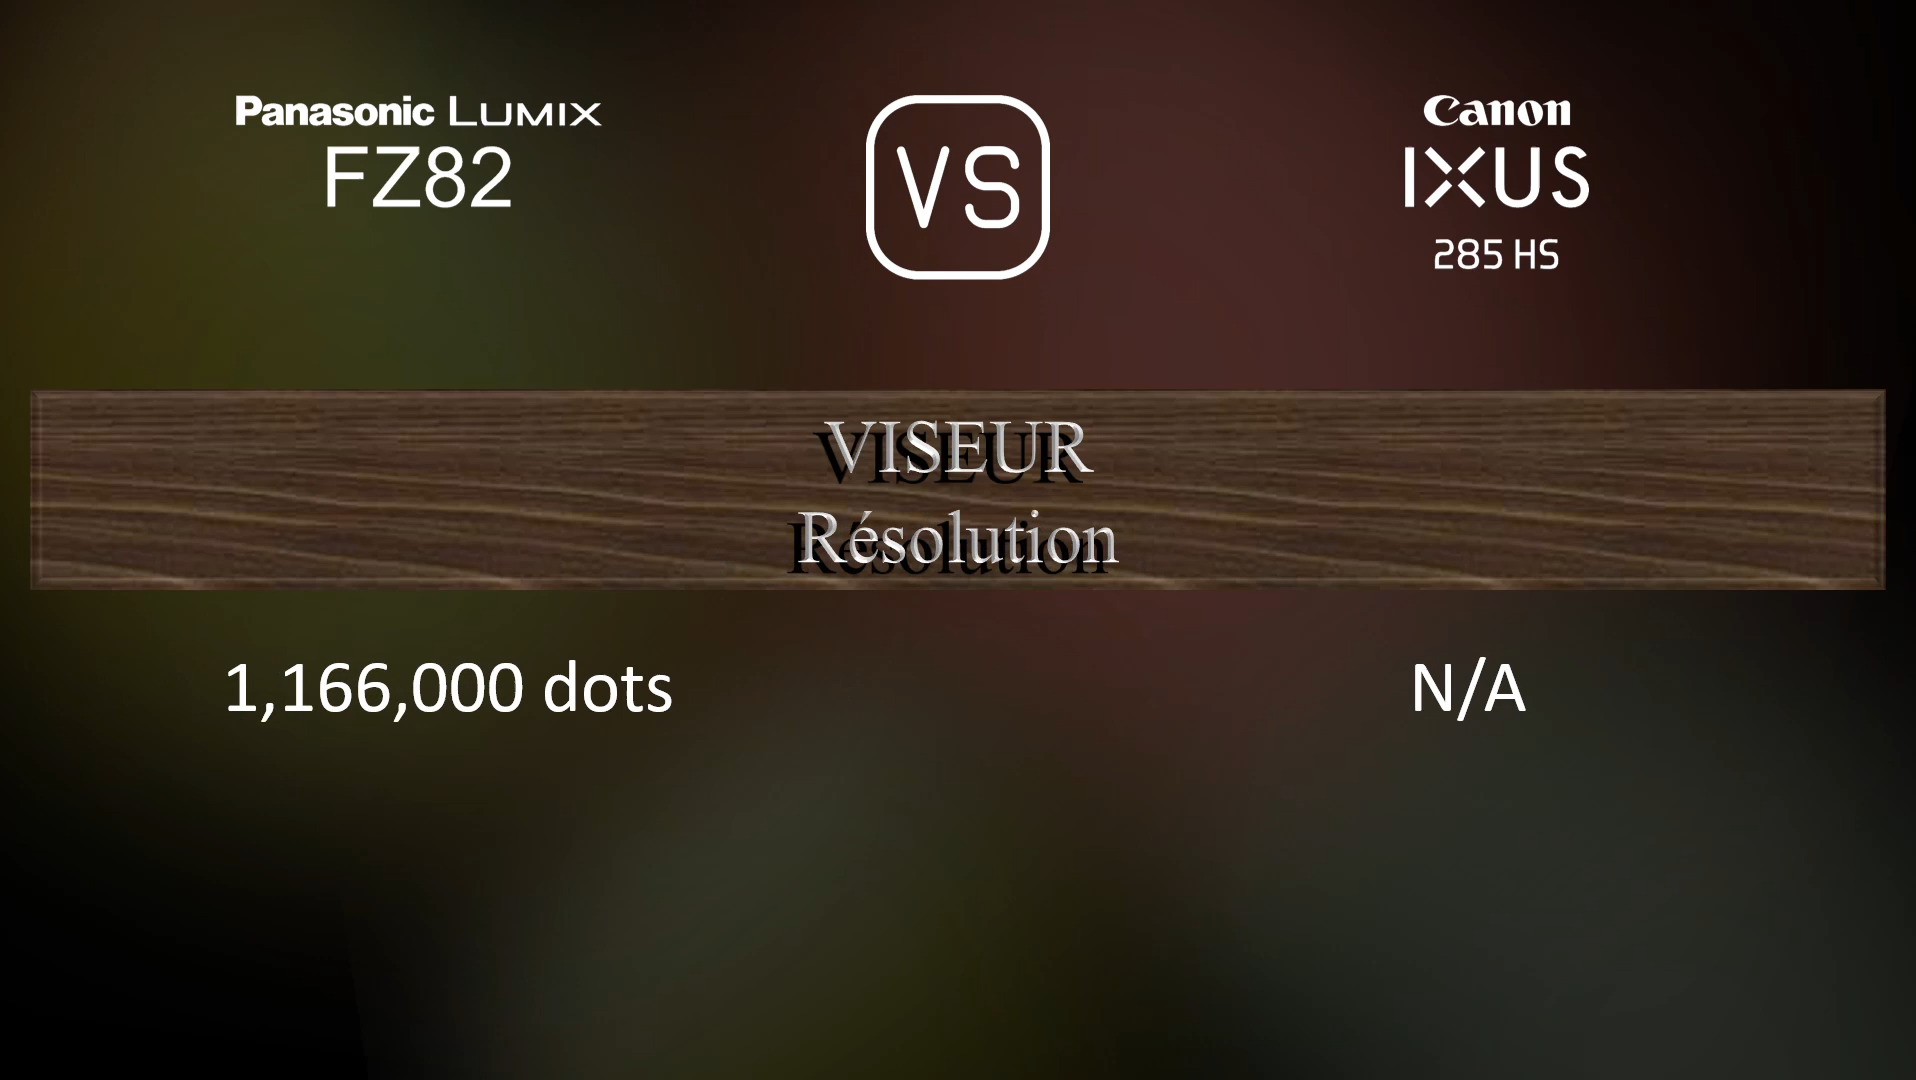 Panasonic LUMIX
FZ82
VS
Canon
IXUS
285 HS
VISEUR
Résolution
1,166,000 dots
N/A